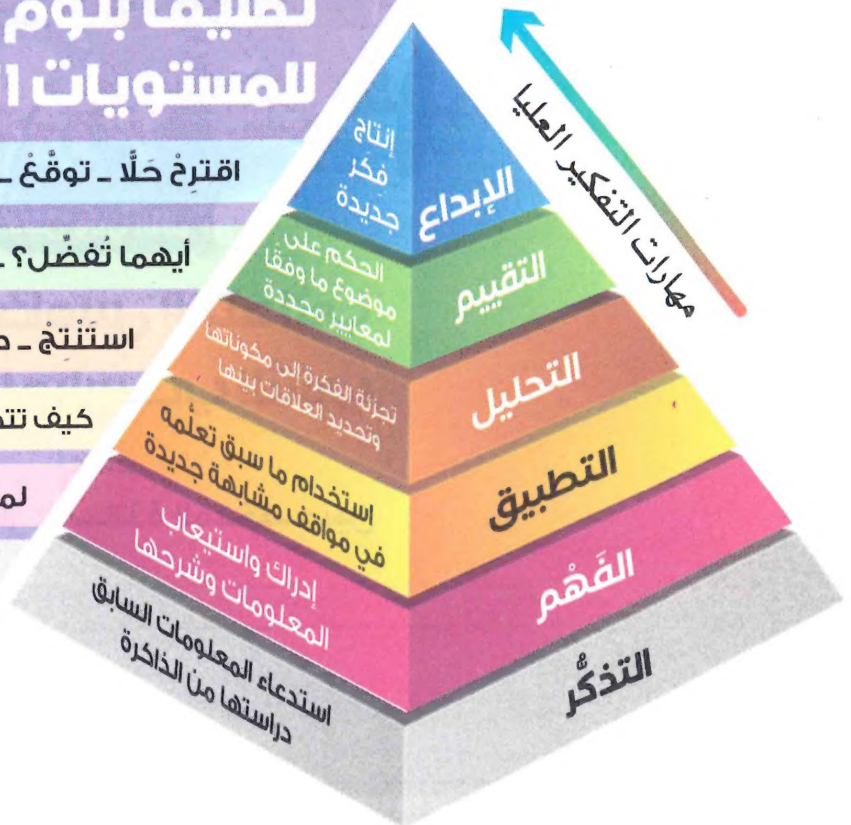 تصنيف بلوم
للمستويات
اقترِحْ حَلًّا ـ توقَّعْ ـ
أيهما تُفضِّل؟ ـ
استَنْتِجْ ـ
كيف
مهارات التفكير العليا
الإبداع
إنتاج
فِكَر
جديدة
التقييم
الحكم على
موضوع ما وفقًا
لمعايير محددة
التحليل
تجزئة الفكرة إلى مكوناتها
وتحديد العلاقات بينها
التطبيق
استخدام ما سبق تعلُّمه
في مواقف مشابهة جديدة
الفَهْم
إدراك واستيعاب
المعلومات وشرحها
التذكُّر
استدعاء المعلومات السابق
دراستها من الذاكرة